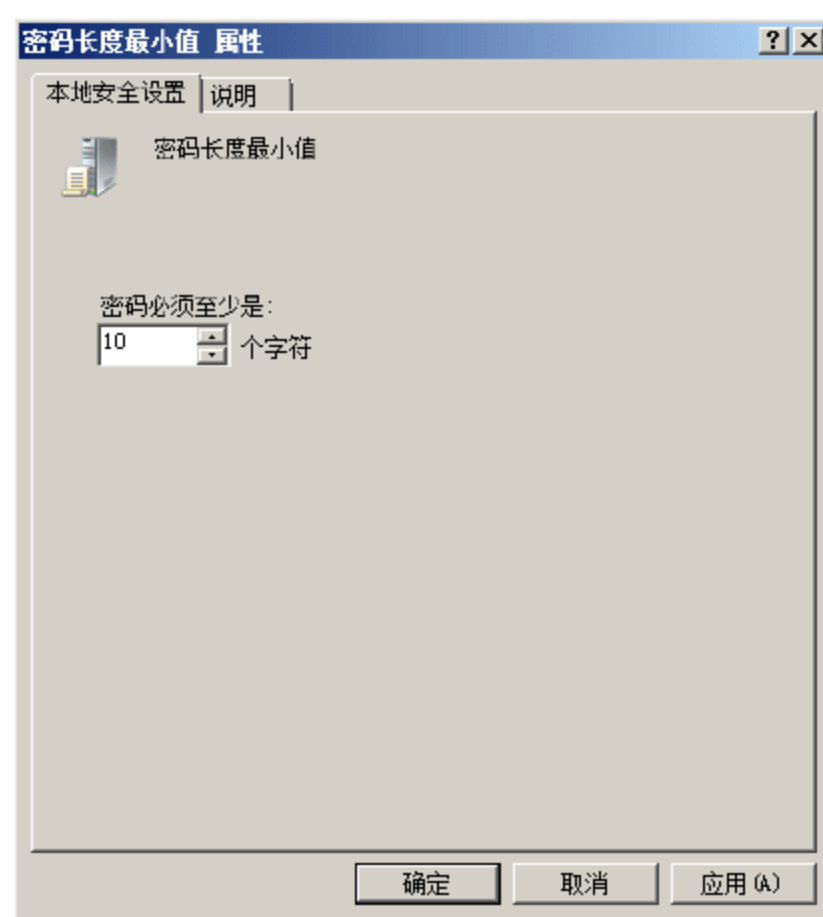 密码长度最小值 属性
本地安全设置 说明
密码长度最小值
密码必须至少是:
10 个字符
确定 取消 应用(A)